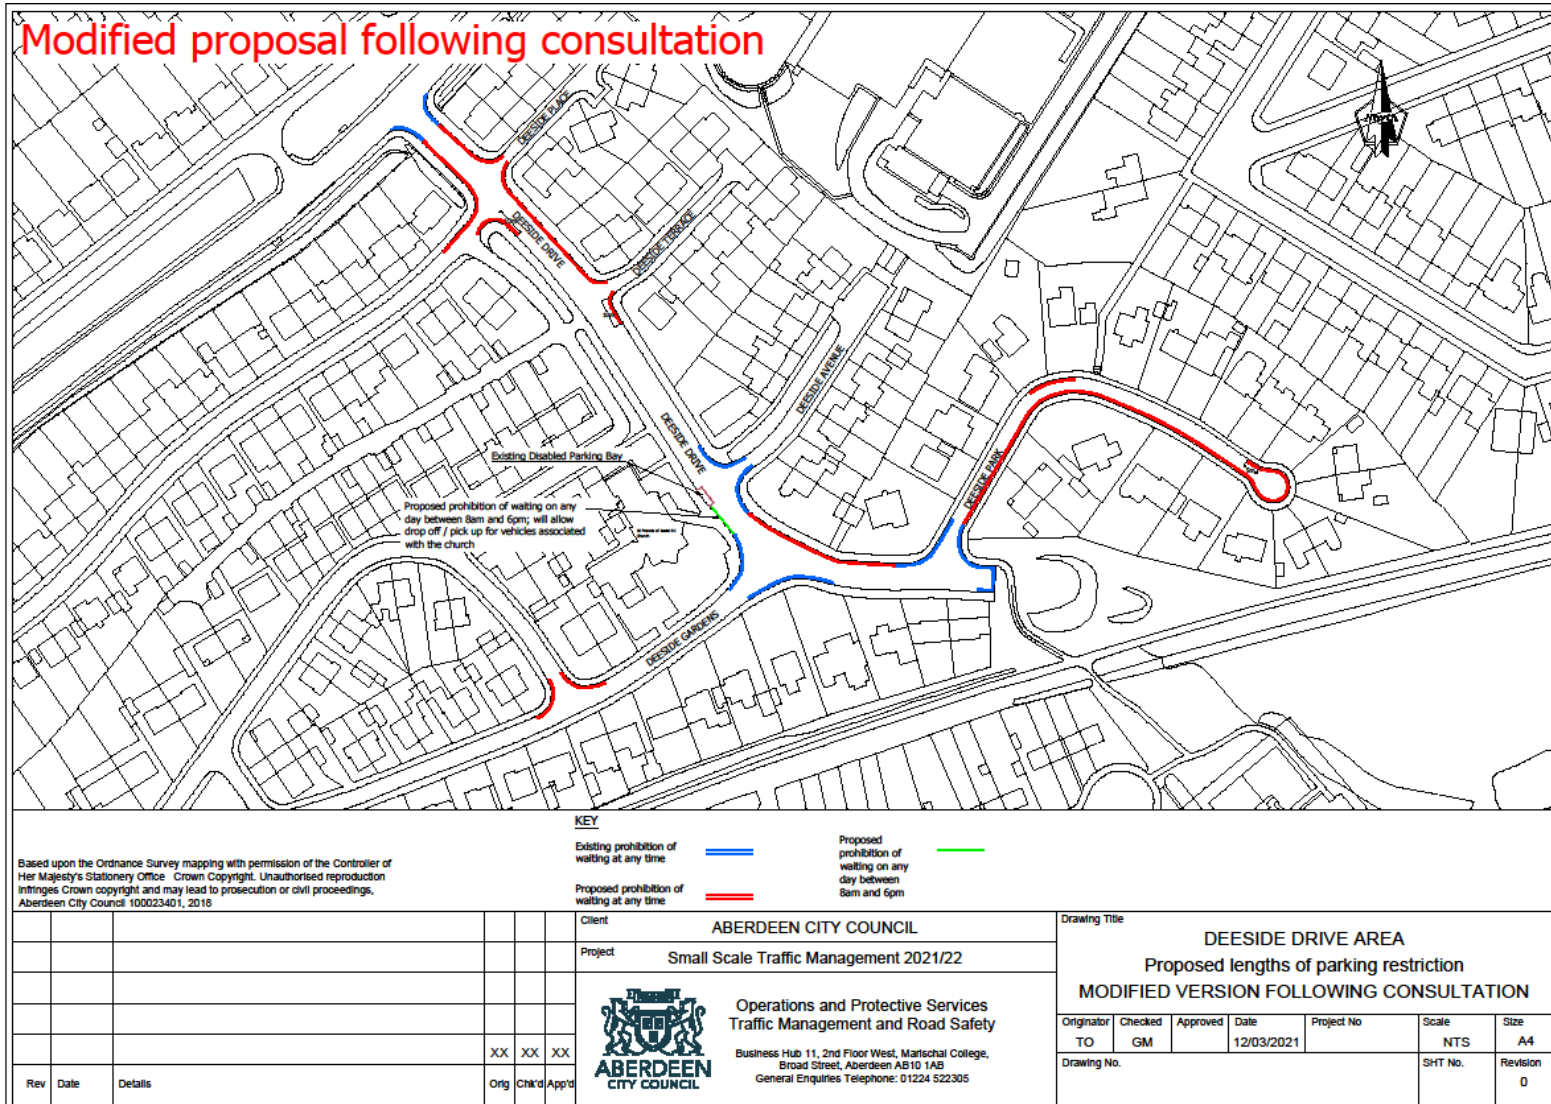 Modified proposal following consultation
DEESIDE PLACE
DEESIDE DRIVE
DEESIDE TERRACE
DEESIDE AVENUE
DEESIDE DRIVE
DEESIDE PARK
DEESIDE GARDENS
North
Existing Disabled Parking Bay
Proposed prohibition of waiting on any
day between 8am and 6pm; will allow
drop off / pick up for vehicles associated
with the church
KEY
Existing prohibition of
waiting at any time
Proposed prohibition of
waiting at any time
Proposed
prohibition of
waiting on any
day between
8am and 6pm
Based upon the Ordnance Survey mapping with permission of the Controller of
Her Majesty's Stationery Office Crown Copyright. Unauthorised reproduction
infringes Crown copyright and may lead to prosecution or civil proceedings,
Aberdeen City Council 100023401, 2018
XX XX XX
Rev Date Details Orig Chk'd App'd
Client
ABERDEEN CITY COUNCIL
Project
Small Scale Traffic Management 2021/22
ABERDEEN
CITY COUNCIL
Operations and Protective Services
Traffic Management and Road Safety
Business Hub 11, 2nd Floor West, Marischal College,
Broad Street, Aberdeen AB10 1AB
General Enquiries Telephone: 01224 522305
Drawing Title
DEESIDE DRIVE AREA
Proposed lengths of parking restriction
MODIFIED VERSION FOLLOWING CONSULTATION
Originator Checked Approved Date Project No Scale Size
TO GM 12/03/2021 NTS A4
Drawing No. SHT No. Revision
0